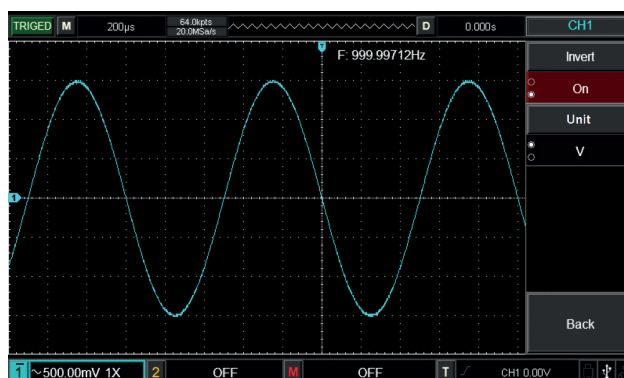 TRIGED M 200μs 64.0kpts D 0.000s CH1
20.0MSa/s
T
F: 999.99712Hz
Invert
On
Unit
V
1
Back
1 ~500.00mV 1X 2 OFF M OFF T CH1 0.00V